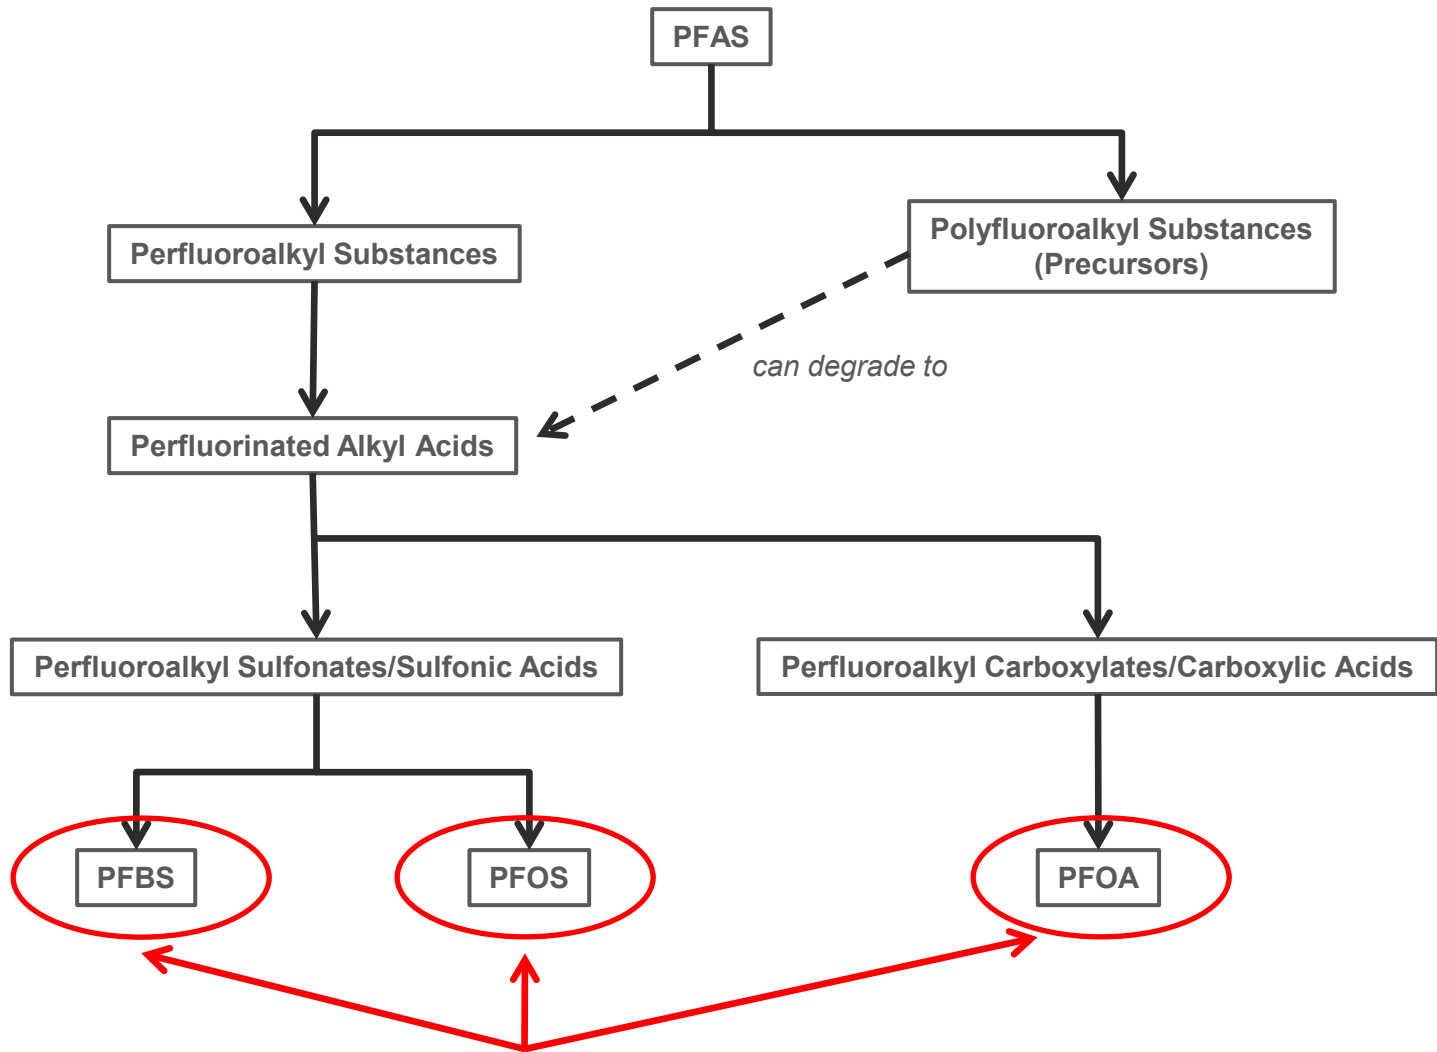 PFAS
Perfluoroalkyl Substances
Polyfluoroalkyl Substances
(Precursors)
can degrade to
Perfluorinated Alkyl Acids
Perfluoroalkyl Sulfonates/Sulfonic Acids
Perfluoroalkyl Carboxylates/Carboxylic Acids
PFBS
PFOS
PFOA